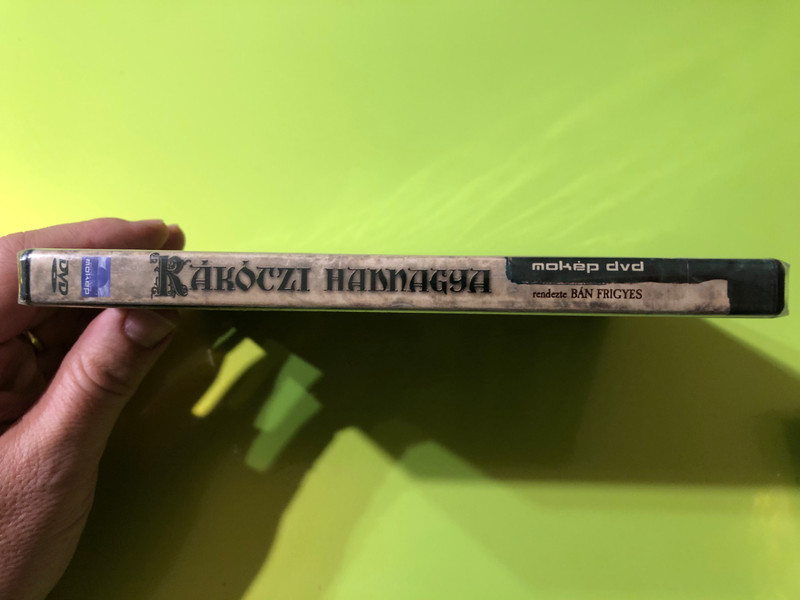 DVD
mokép
RÁKÓCZI HADNAGYA
mokép dvd
rendezte BÁN FRIGYES